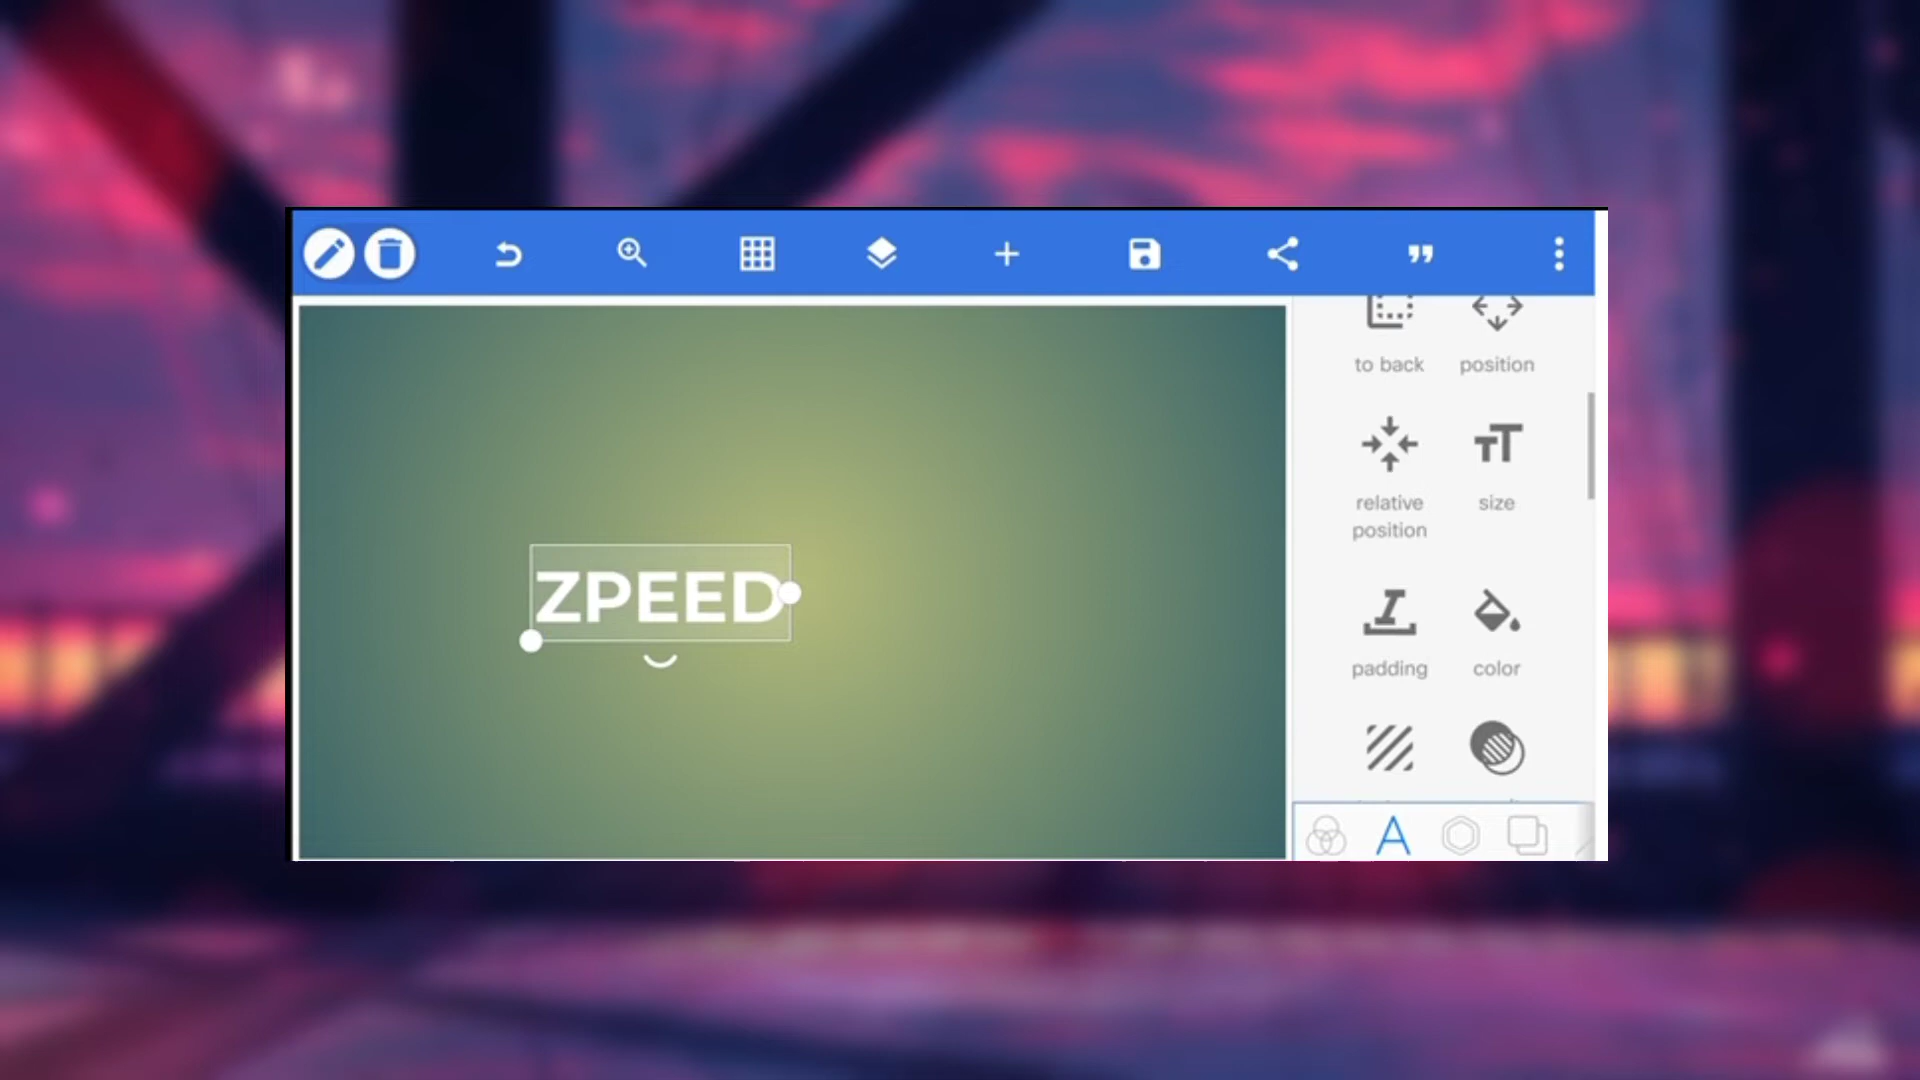 to back position
relative position size
padding color
ZPEED